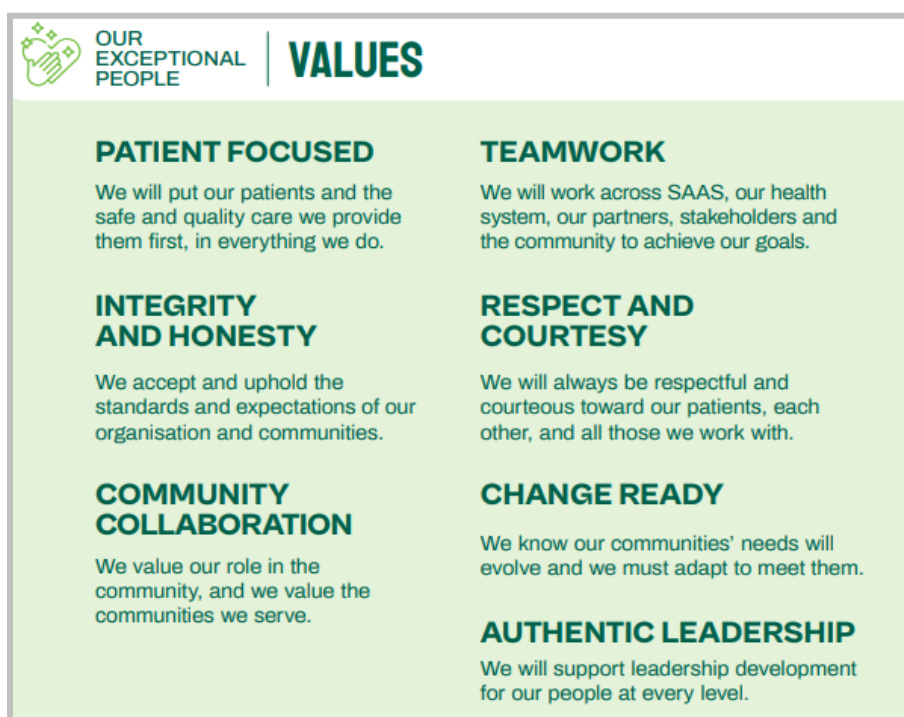 OUR
EXCEPTIONAL
PEOPLE
VALUES
PATIENT FOCUSED
We will put our patients and the
safe and quality care we provide
them first, in everything we do.
INTEGRITY
AND HONESTY
We accept and uphold the
standards and expectations of our
organisation and communities.
COMMUNITY
COLLABORATION
We value our role in the
community, and we value the
communities we serve.
TEAMWORK
We will work across SAAS, our health
system, our partners, stakeholders and
the community to achieve our goals.
RESPECT AND
COURTESY
We will always be respectful and
courteous toward our patients, each
other, and all those we work with.
CHANGE READY
We know our communities’ needs will
evolve and we must adapt to meet them.
AUTHENTIC LEADERSHIP
We will support leadership development
for our people at every level.